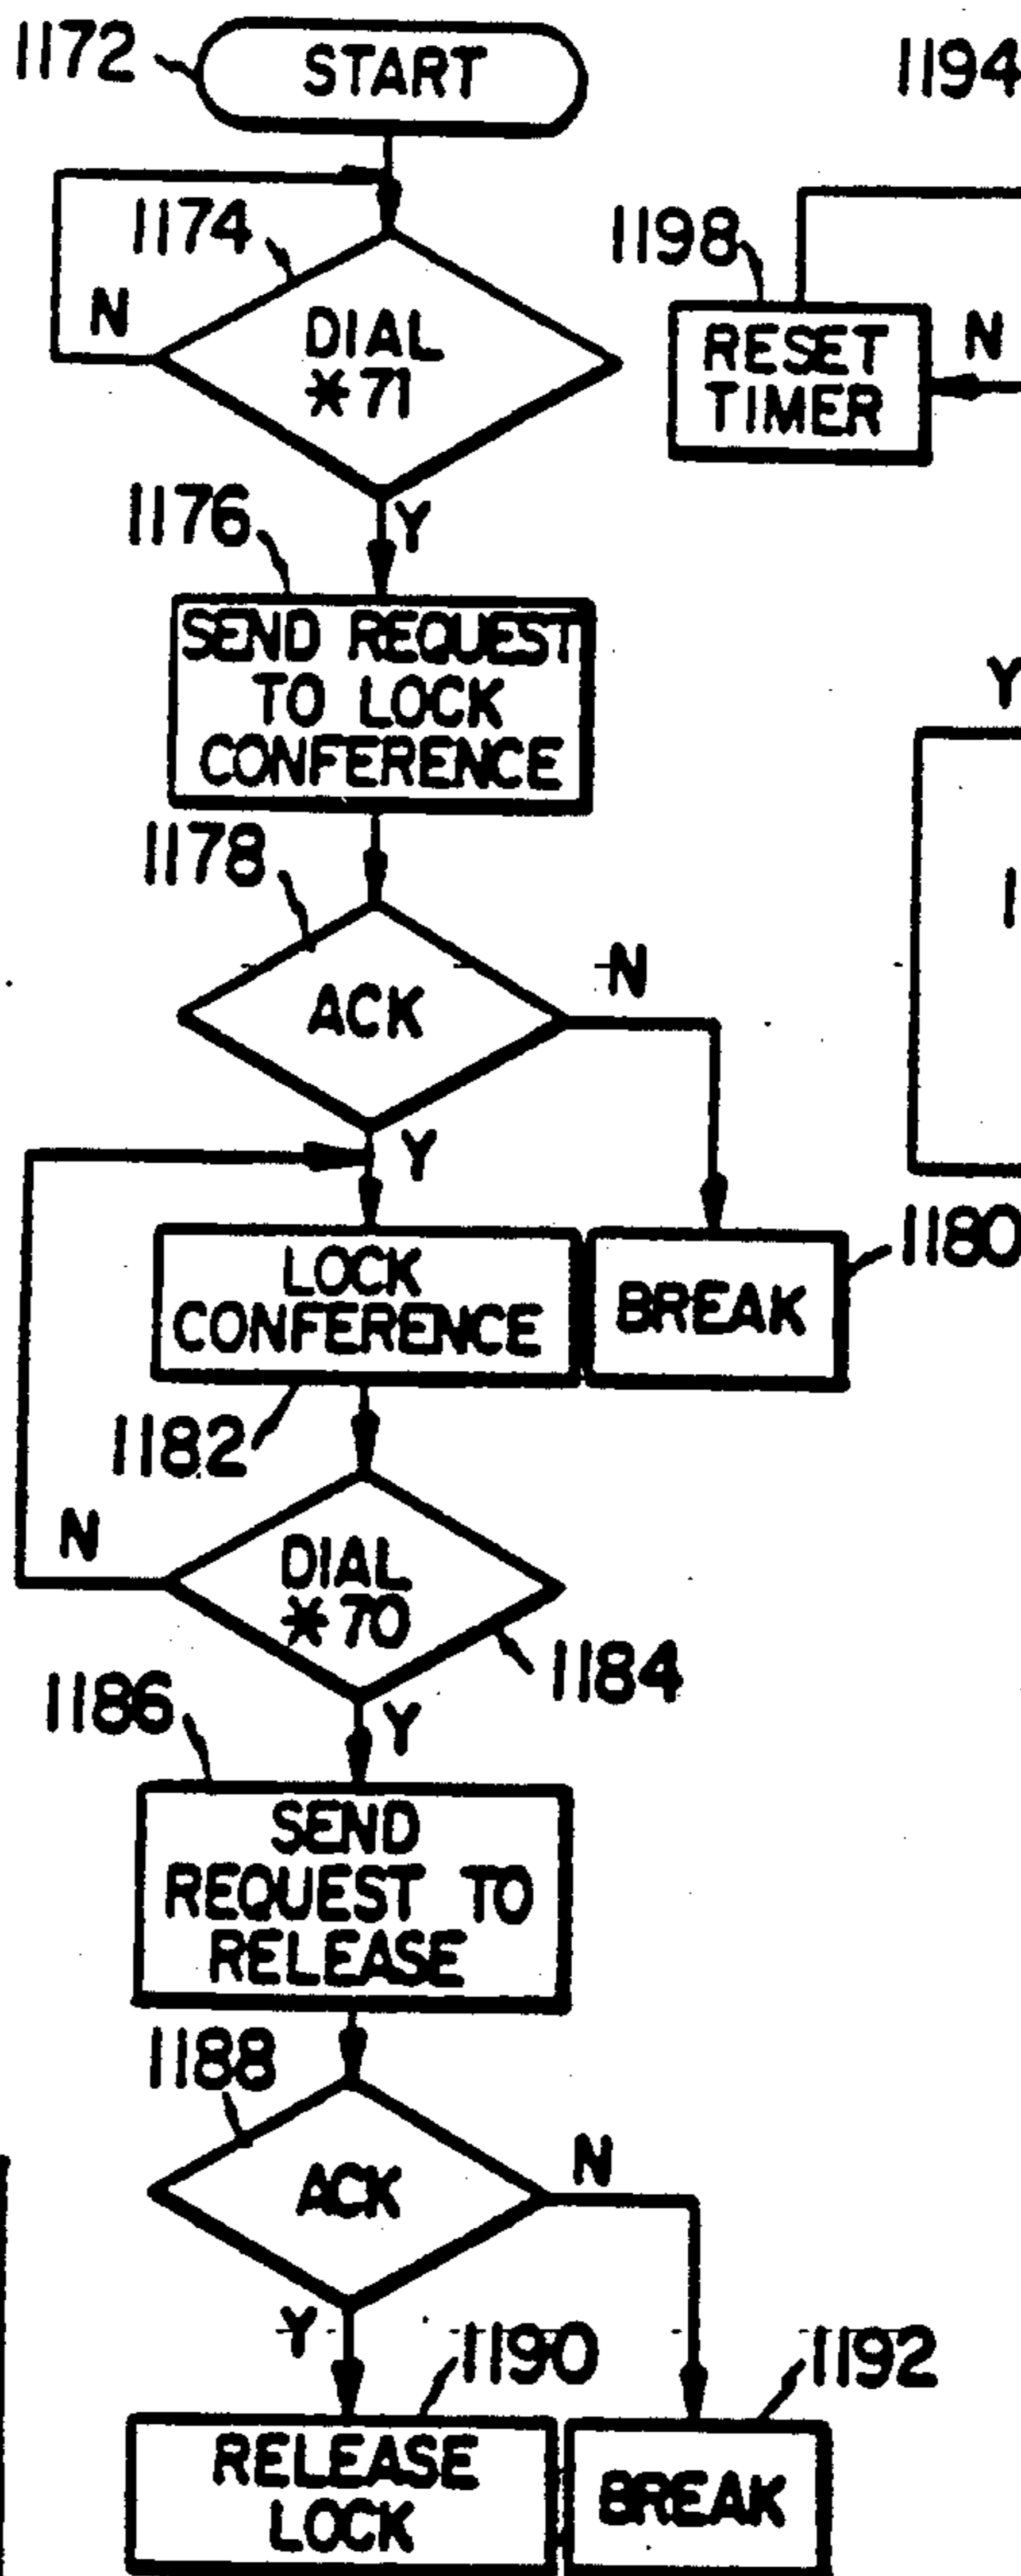 1172
START
1194
1174
N
DIAL
*71
1198
RESET
TIMER
N
Y
1176
SEND REQUEST
TO LOCK
CONFERENCE
Y
1178
ACK
N
Y
LOCK
CONFERENCE
BREAK
1180
1182
N
DIAL
*70
1184
1186
Y
SEND
REQUEST TO
RELEASE
1188
ACK
N
Y
1190
1192
RELEASE
LOCK
BREAK